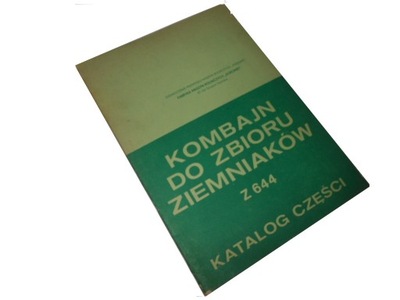 KOMBAJN
DO ZBIORU
ZIEMNIAKÓW
Z 644
KATALOG CZĘŚCI